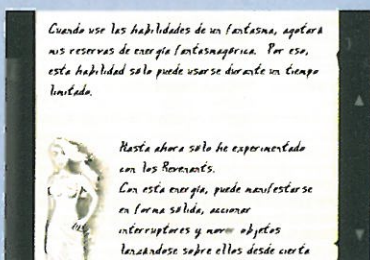 Cuando use las habilidades de un fantasma, agotará
mis reservas de energía fantasmagórica. Por eso,
esta habilidad sólo puede usarse durante un tiempo
limitado.
Hasta ahora sólo he experimentado
con los Revenants.
Con esta energía, puede manifestarse
en forma sólida, accionar
interruptores y mover objetos
lanzándose sobre ellos desde cierta